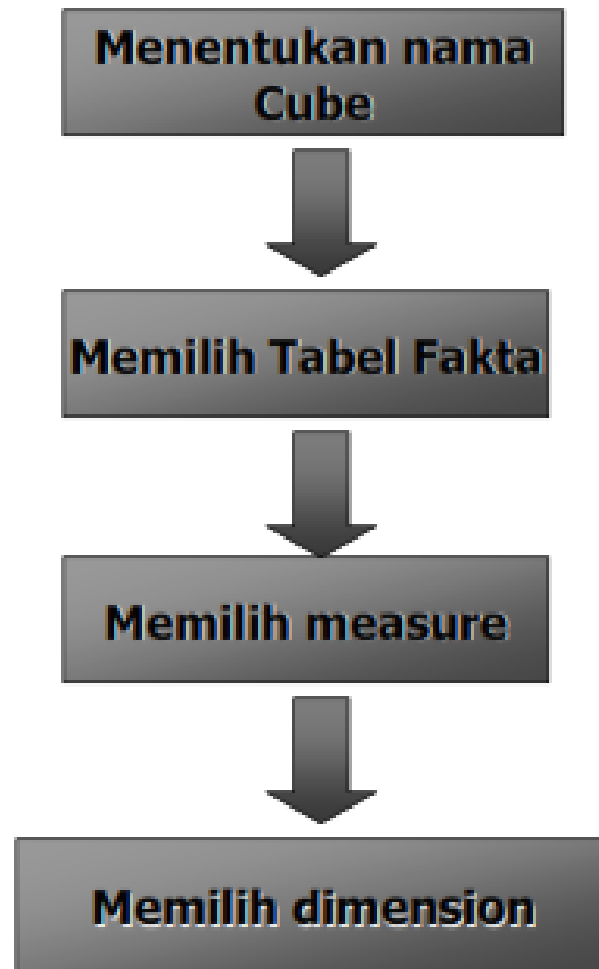 Menentukan nama
Cube
Memilih Tabel Fakta
Memilih measure
Memilih dimension